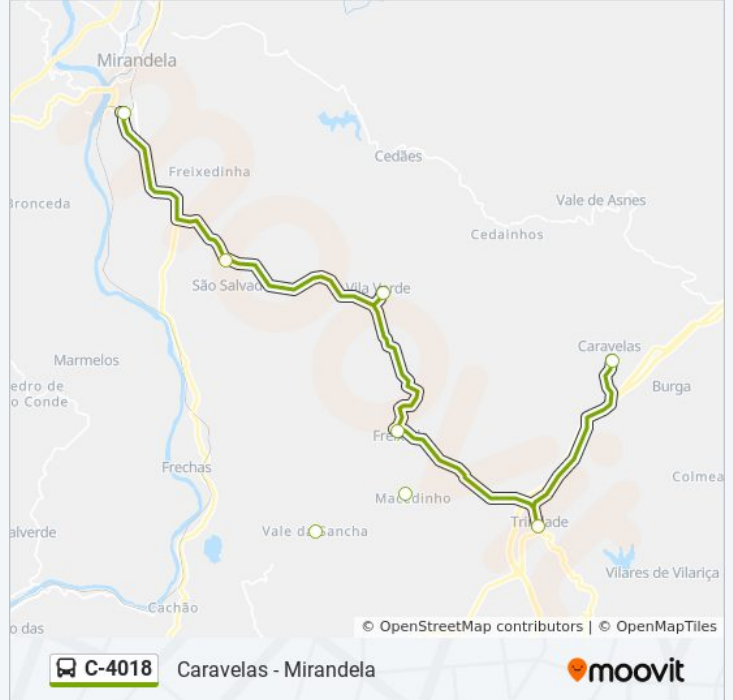 Mirandela
Cedães
Freixedinha
Vale de Asnes
Bronceda
Cedainhos
São Salvad
Vila Verde
Caravelas
Marmelos
Burga
edro de
o Conde
Frechas
Colmea
Macedinho
Trindade
Vale da Sancha
alverde
Vilares de Vilariça
Cachão
o das
© OpenStreetMap contributors | © OpenMapTiles
C-4018
Caravelas - Mirandela
moovit